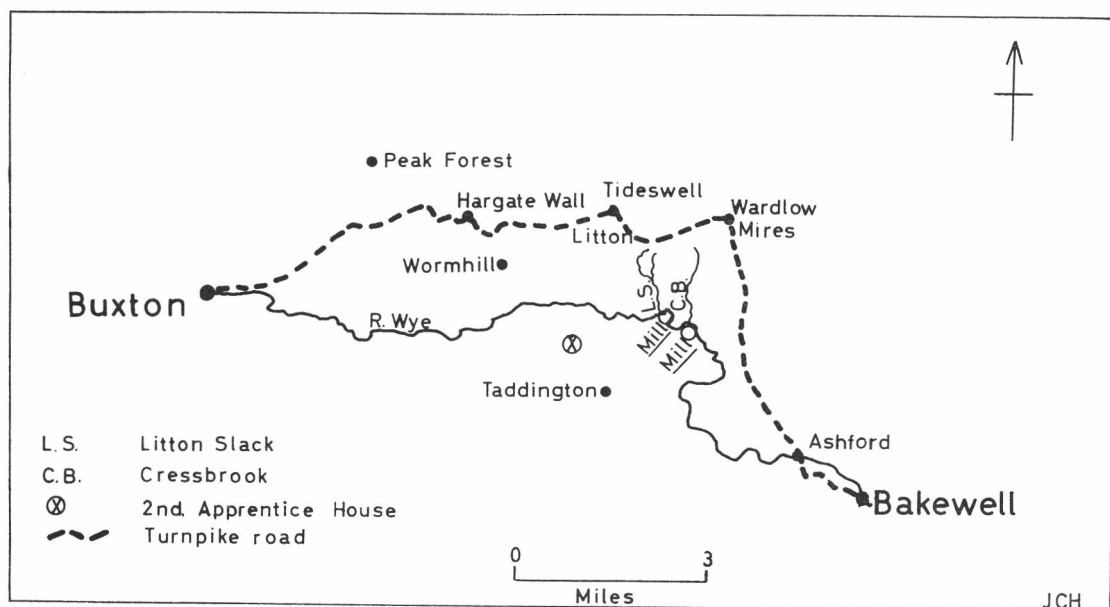 Peak Forest
Hargate Wall
Tideswell
Wardlow
Mires
Litton
Wormhill
Buxton
L.S.
C.B.
R. Wye
Mill
Mill
Taddington
Ashford
Bakewell
L.S. Litton Slack
C.B. Cressbrook
X 2nd. Apprentice House
Turnpike road
0 3
Miles
JCH